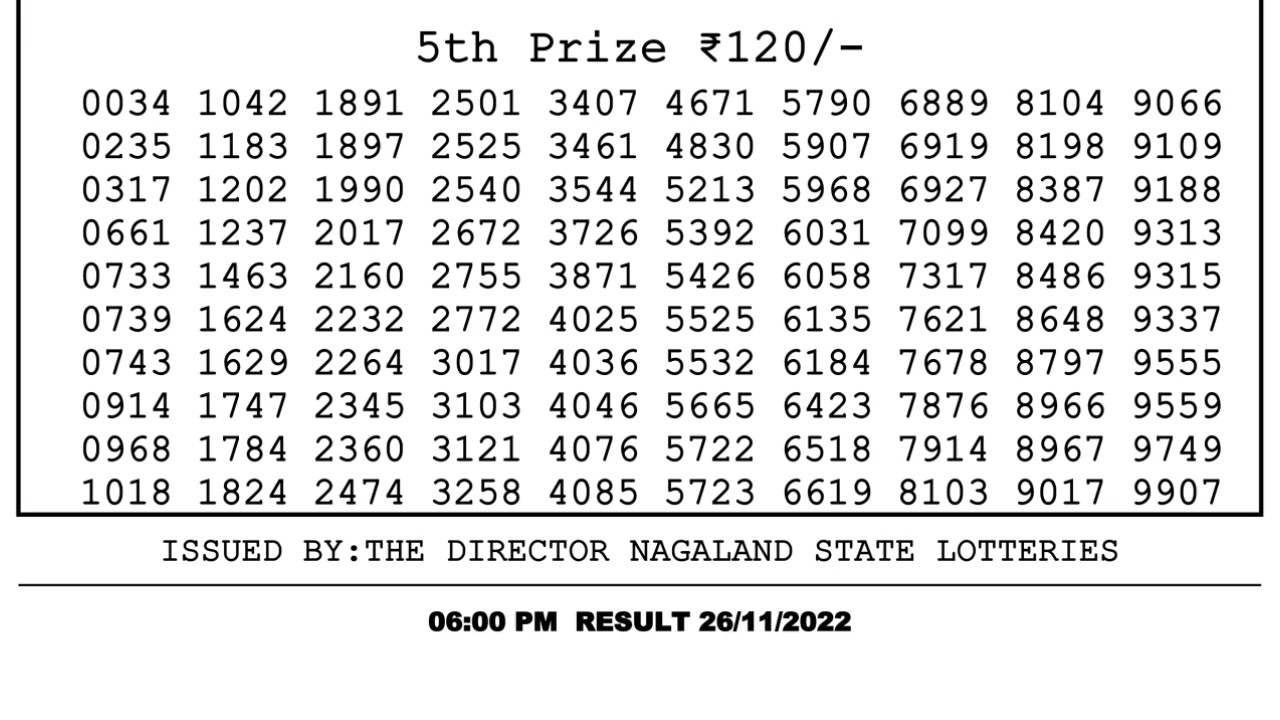 5th Prize ₹120/-
0034 1042 1891 2501 3407 4671 5790 6889 8104 9066
0235 1183 1897 2525 3461 4830 5907 6919 8198 9109
0317 1202 1990 2540 3544 5213 5968 6927 8387 9188
0661 1237 2017 2672 3726 5392 6031 7099 8420 9313
0733 1463 2160 2755 3871 5426 6058 7317 8486 9315
0739 1624 2232 2772 4025 5525 6135 7621 8648 9337
0743 1629 2264 3017 4036 5532 6184 7678 8797 9555
0914 1747 2345 3103 4046 5665 6423 7876 8966 9559
0968 1784 2360 3121 4076 5722 6518 7914 8967 9749
1018 1824 2474 3258 4085 5723 6619 8103 9017 9907
ISSUED BY:THE DIRECTOR NAGALAND STATE LOTTERIES
06:00 PM RESULT 26/11/2022